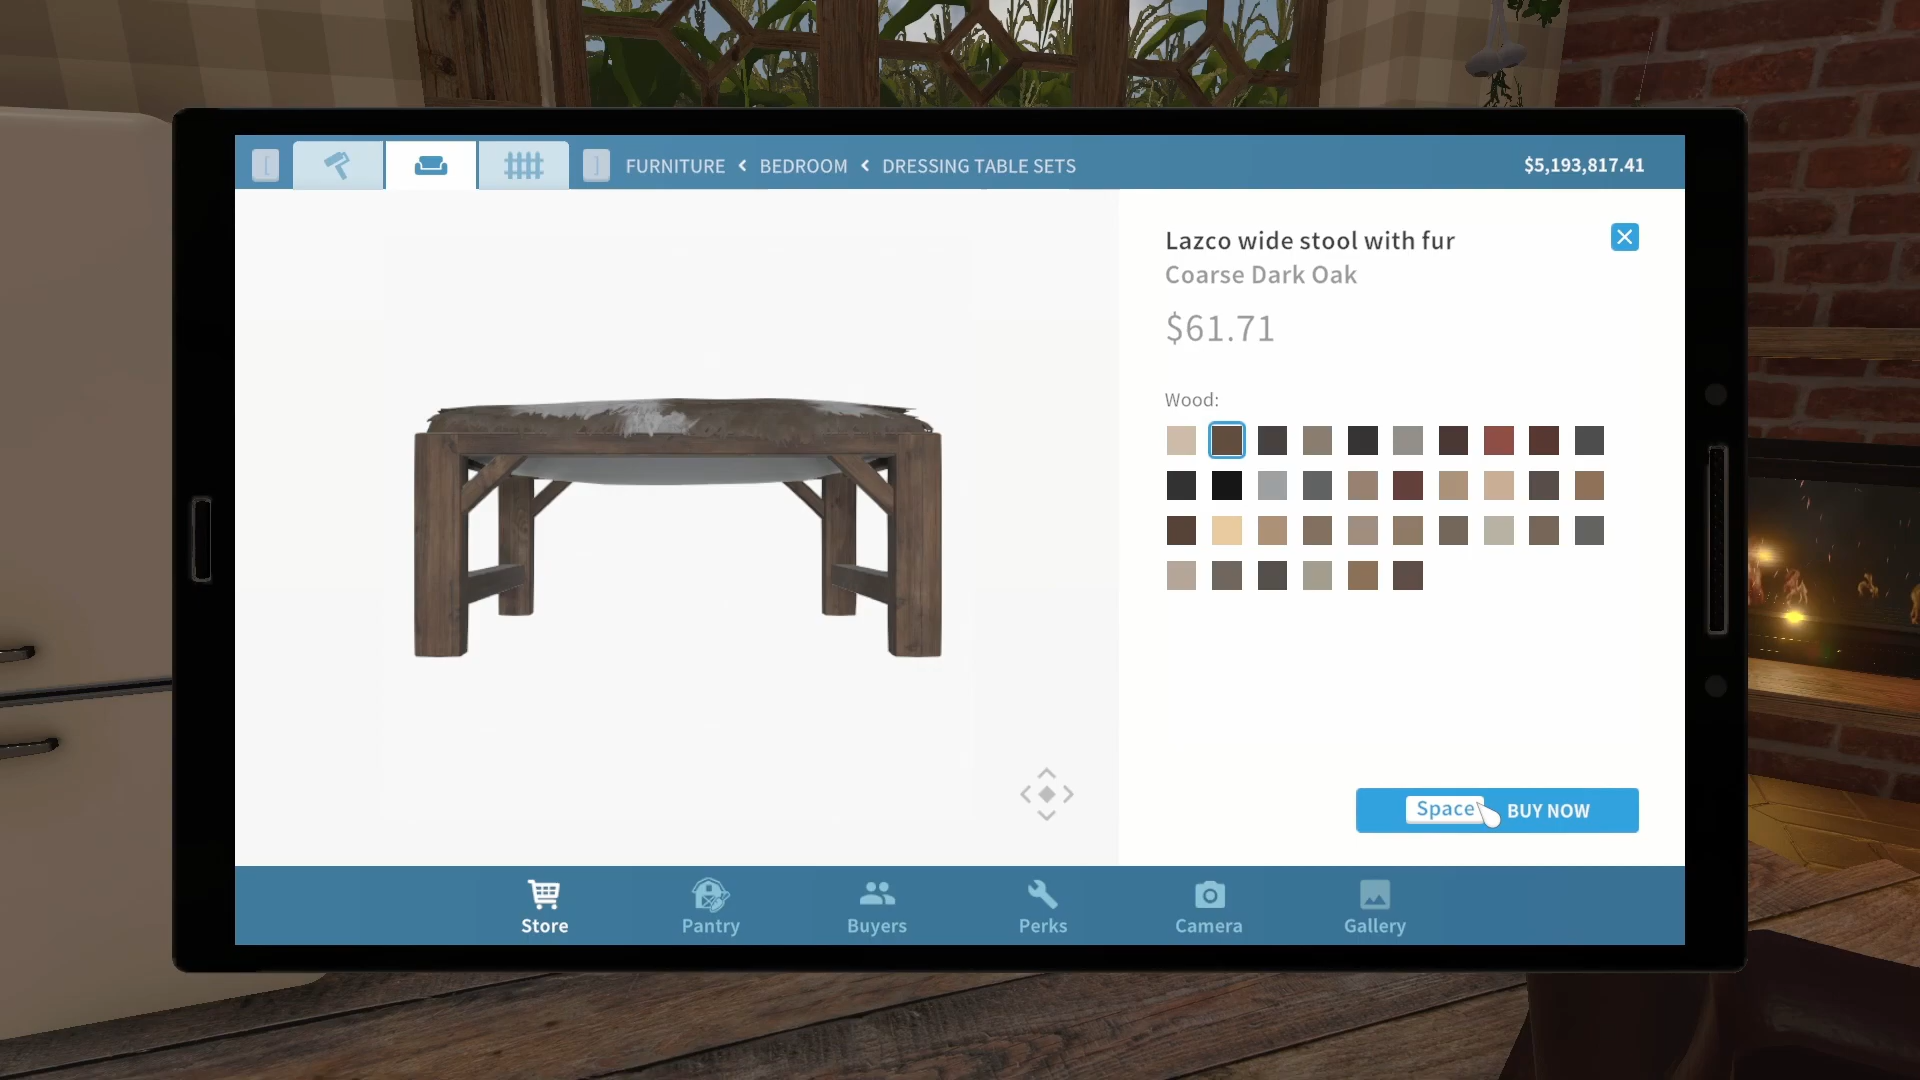 [
] FURNITURE < BEDROOM < DRESSING TABLE SETS
$5,193,817.41
Lazco wide stool with fur
Coarse Dark Oak
$61.71
Wood:
Space BUY NOW
Store
Pantry
Buyers
Perks
Camera
Gallery